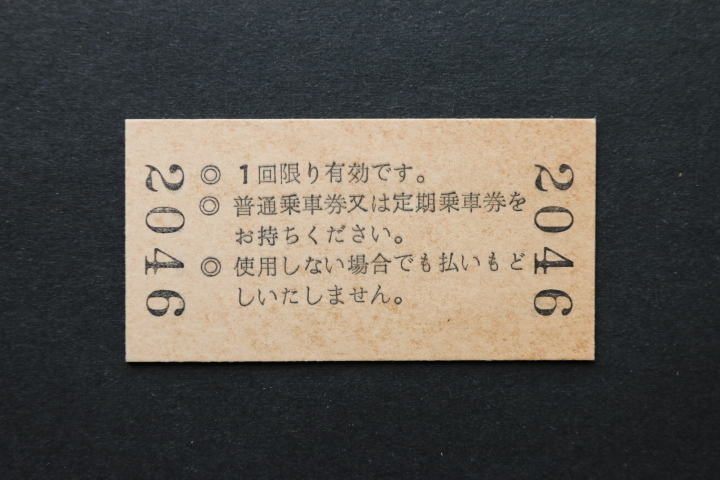 2046
◎ 1回限り有効です。
◎ 普通乗車券又は定期乗車券を
お持ちください。
◎ 使用しない場合でも払いもど
しいたしません。
2046